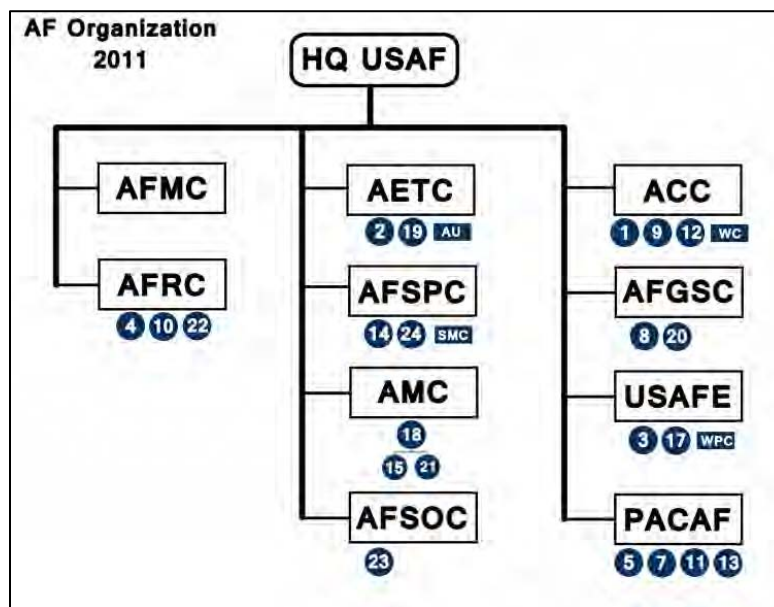 AF Organization
2011
HQ USAF
AFMC
AFRC
4 10 22
AETC
2 19 AU
AFSPC
14 24 SMC
AMC
18
15 21
AFSOC
23
ACC
1 9 12 WC
AFGSC
8 20
USAFE
3 17 WPC
PACAF
5 7 11 13